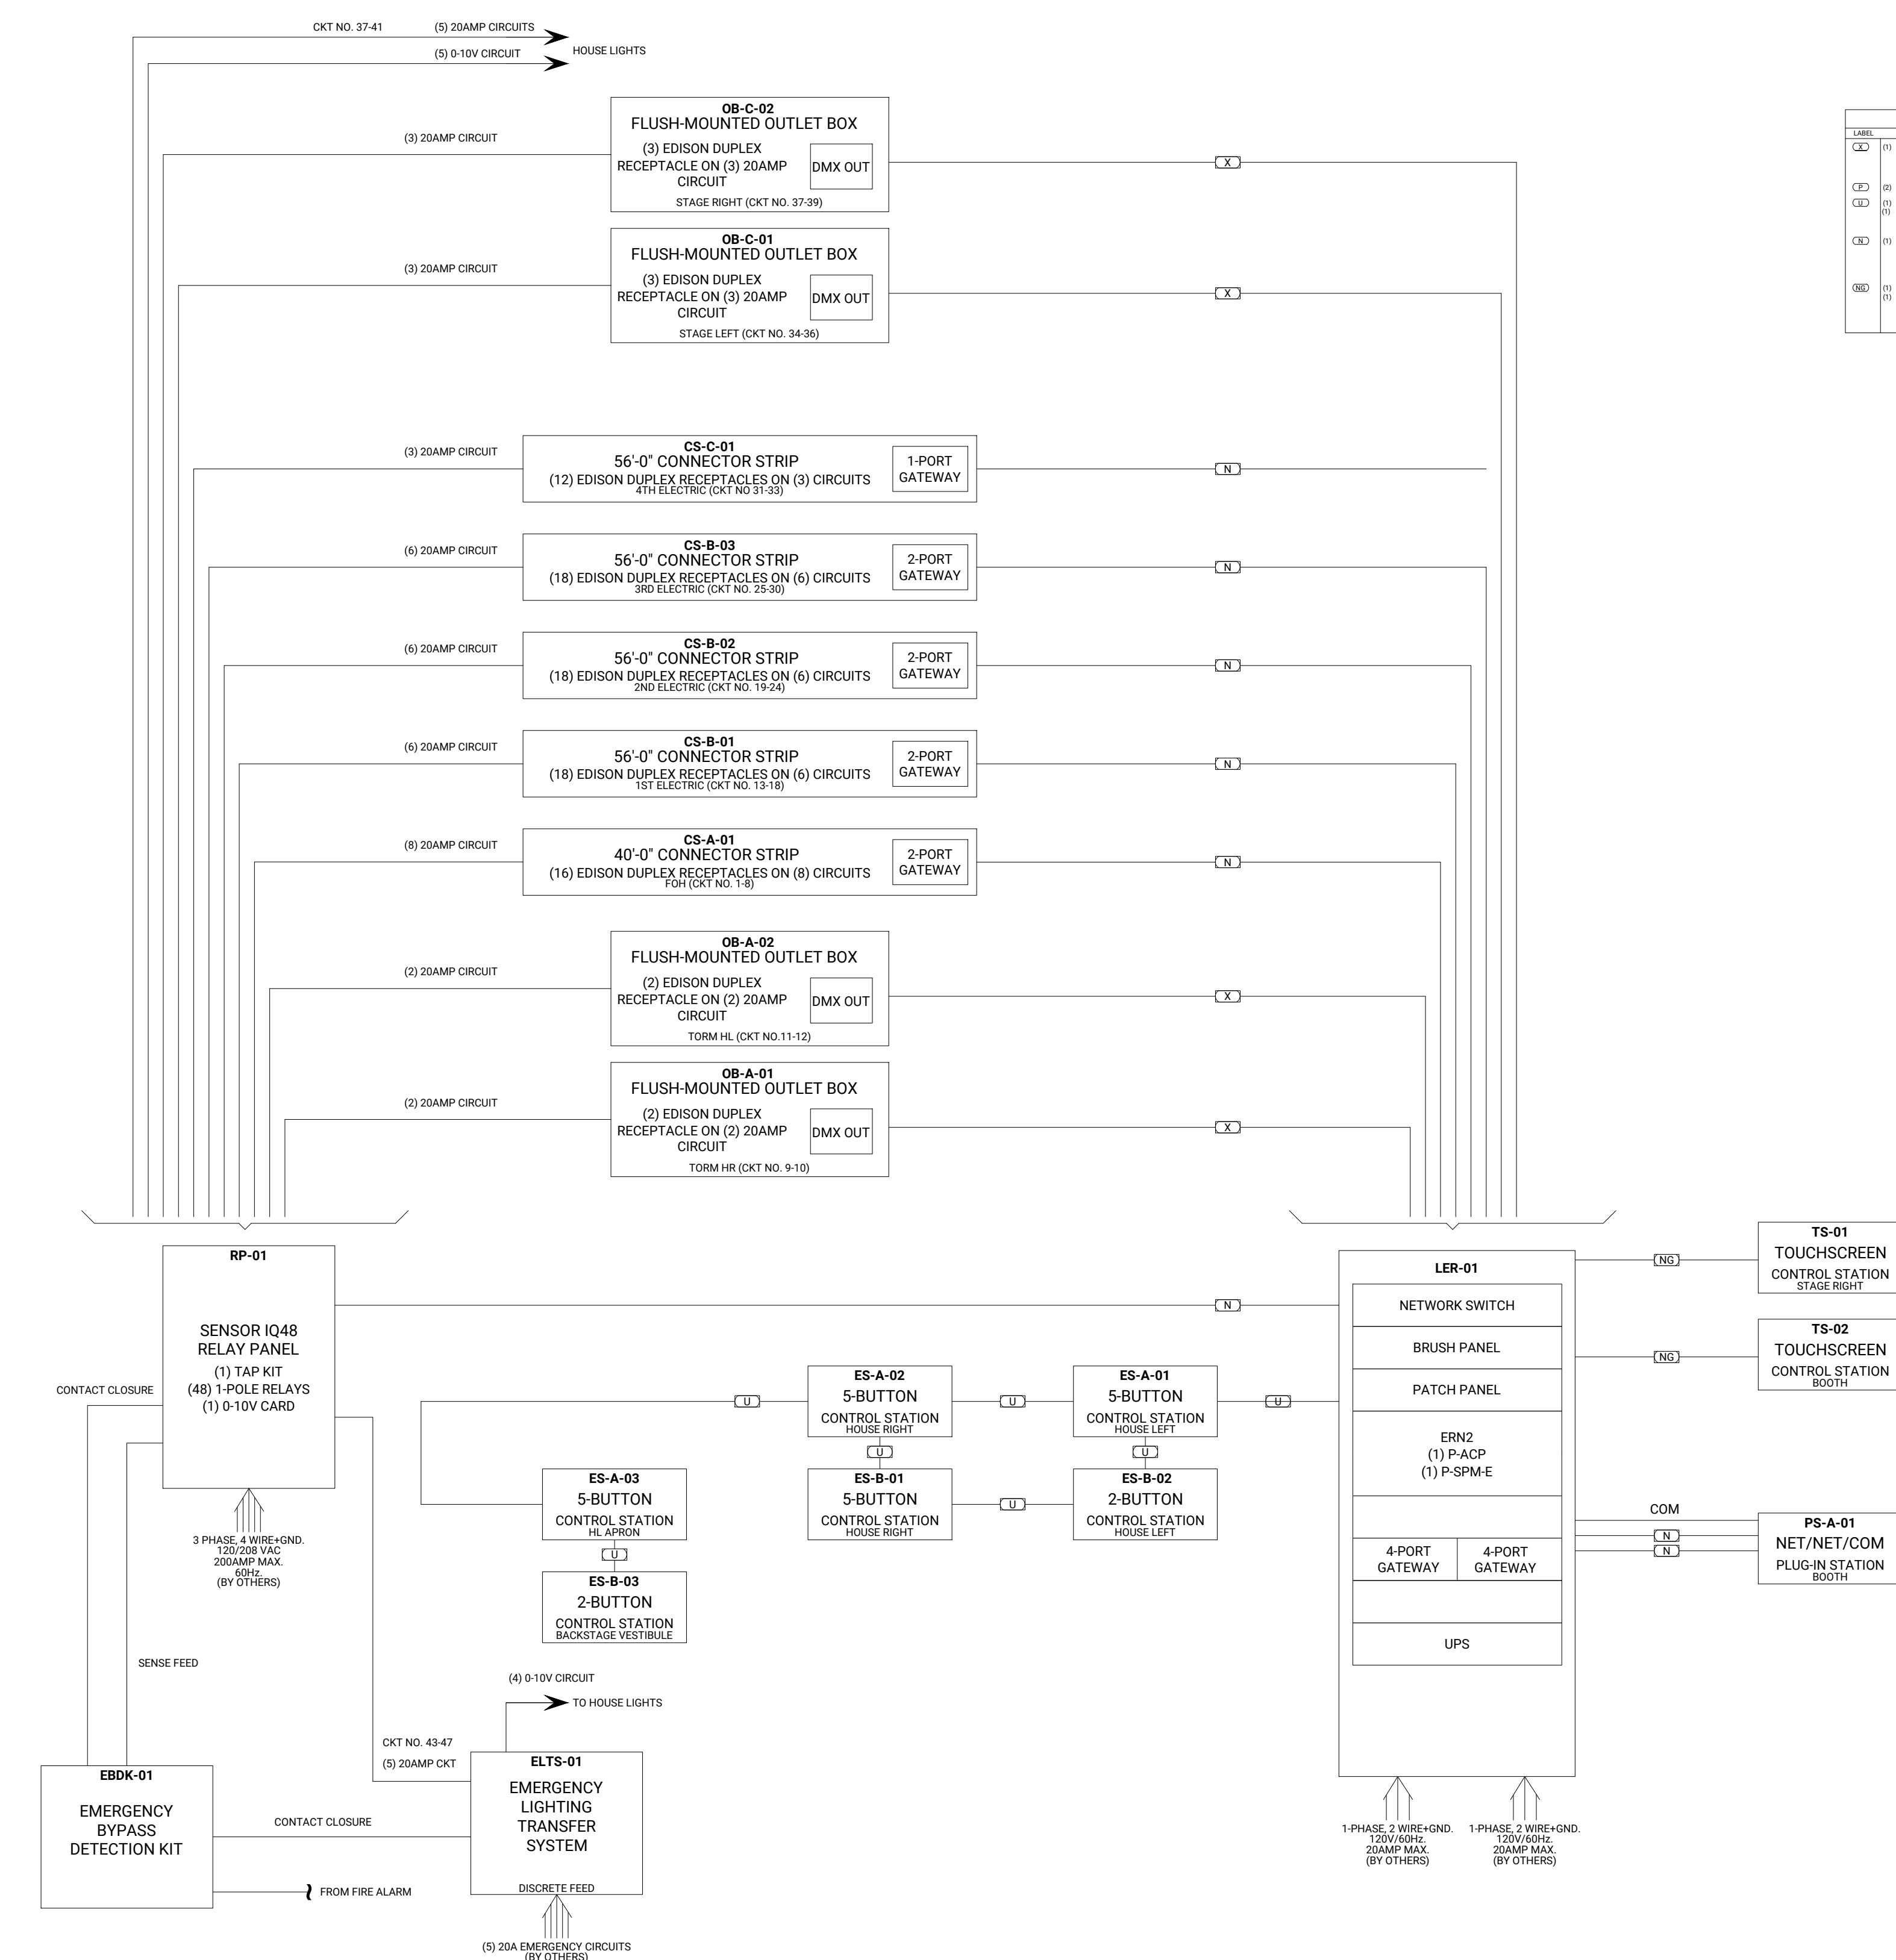 CKT NO. 37-41 (5) 20AMP CIRCUITS
(5) 0-10V CIRCUIT
HOUSE LIGHTS
(3) 20AMP CIRCUIT
OB-C-02
FLUSH-MOUNTED OUTLET BOX
(3) EDISON DUPLEX
RECEPTACLE ON (3) 20AMP
CIRCUIT
DMX OUT
STAGE RIGHT (CKT NO. 37-39)
X
LABEL
X (1)
P (2)
U (1)
(1)
N (1)
NG (1)
(1)
(3) 20AMP CIRCUIT
OB-C-01
FLUSH-MOUNTED OUTLET BOX
(3) EDISON DUPLEX
RECEPTACLE ON (3) 20AMP
CIRCUIT
DMX OUT
STAGE LEFT (CKT NO. 34-36)
X
(3) 20AMP CIRCUIT
CS-C-01
56'-0" CONNECTOR STRIP
(12) EDISON DUPLEX RECEPTACLES ON (3) CIRCUITS
4TH ELECTRIC (CKT NO 31-33)
1-PORT
GATEWAY
N
(6) 20AMP CIRCUIT
CS-B-03
56'-0" CONNECTOR STRIP
(18) EDISON DUPLEX RECEPTACLES ON (6) CIRCUITS
3RD ELECTRIC (CKT NO. 25-30)
2-PORT
GATEWAY
N
(6) 20AMP CIRCUIT
CS-B-02
56'-0" CONNECTOR STRIP
(18) EDISON DUPLEX RECEPTACLES ON (6) CIRCUITS
2ND ELECTRIC (CKT NO. 19-24)
2-PORT
GATEWAY
N
(6) 20AMP CIRCUIT
CS-B-01
56'-0" CONNECTOR STRIP
(18) EDISON DUPLEX RECEPTACLES ON (6) CIRCUITS
1ST ELECTRIC (CKT NO. 13-18)
2-PORT
GATEWAY
N
(8) 20AMP CIRCUIT
CS-A-01
40'-0" CONNECTOR STRIP
(16) EDISON DUPLEX RECEPTACLES ON (8) CIRCUITS
FOH (CKT NO. 1-8)
2-PORT
GATEWAY
N
(2) 20AMP CIRCUIT
OB-A-02
FLUSH-MOUNTED OUTLET BOX
(2) EDISON DUPLEX
RECEPTACLE ON (2) 20AMP
CIRCUIT
DMX OUT
TORM HL (CKT NO.11-12)
X
(2) 20AMP CIRCUIT
OB-A-01
FLUSH-MOUNTED OUTLET BOX
(2) EDISON DUPLEX
RECEPTACLE ON (2) 20AMP
CIRCUIT
DMX OUT
TORM HR (CKT NO. 9-10)
X
RP-01
SENSOR IQ48
RELAY PANEL
(1) TAP KIT
(48) 1-POLE RELAYS
(1) 0-10V CARD
3 PHASE, 4 WIRE+GND.
120/208 VAC
200AMP MAX.
60Hz.
(BY OTHERS)
CONTACT CLOSURE
SENSE FEED
N
LER-01
NETWORK SWITCH
BRUSH PANEL
PATCH PANEL
ERN2
(1) P-ACP
(1) P-SPM-E
4-PORT
GATEWAY
4-PORT
GATEWAY
UPS
1-PHASE, 2 WIRE+GND.
120V/60Hz.
20AMP MAX.
(BY OTHERS)
1-PHASE, 2 WIRE+GND.
120V/60Hz.
20AMP MAX.
(BY OTHERS)
NG
TS-01
TOUCHSCREEN
CONTROL STATION
STAGE RIGHT
NG
TS-02
TOUCHSCREEN
CONTROL STATION
BOOTH
COM
N
N
PS-A-01
NET/NET/COM
PLUG-IN STATION
BOOTH
U
ES-A-02
5-BUTTON
CONTROL STATION
HOUSE RIGHT
U
ES-A-01
5-BUTTON
CONTROL STATION
HOUSE LEFT
U
U
U
ES-A-03
5-BUTTON
CONTROL STATION
HL APRON
ES-B-01
5-BUTTON
CONTROL STATION
HOUSE RIGHT
U
ES-B-02
2-BUTTON
CONTROL STATION
HOUSE LEFT
U
ES-B-03
2-BUTTON
CONTROL STATION
BACKSTAGE VESTIBULE
(4) 0-10V CIRCUIT
TO HOUSE LIGHTS
CKT NO. 43-47
(5) 20AMP CKT
EBDK-01
EMERGENCY
BYPASS
DETECTION KIT
CONTACT CLOSURE
FROM FIRE ALARM
ELTS-01
EMERGENCY
LIGHTING
TRANSFER
SYSTEM
DISCRETE FEED
(5) 20A EMERGENCY CIRCUITS
(BY OTHERS)